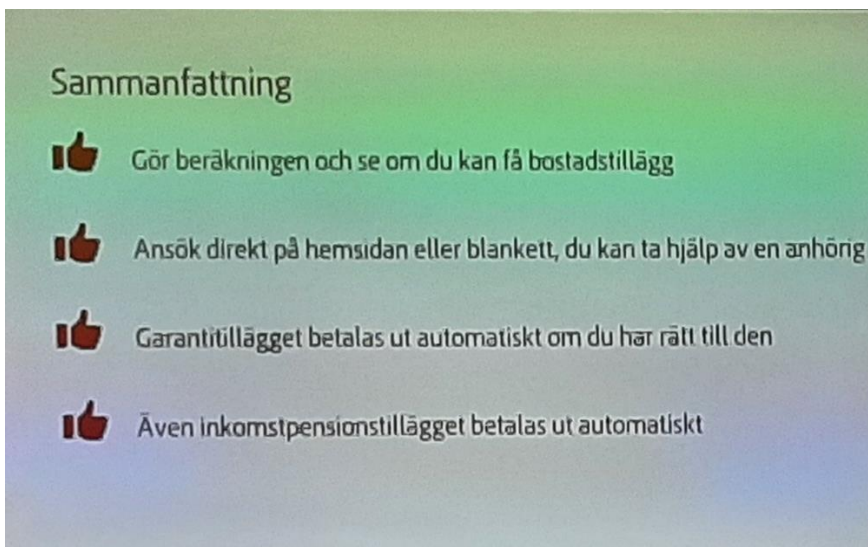 Sammanfattning
Gör beräkningen och se om du kan få bostadstillägg
Ansök direkt på hemsidan eller blankett, du kan ta hjälp av en anhörig
Garantitillägget betalas ut automatiskt om du har rätt till den
Även inkomstpensionstillägget betalas ut automatiskt